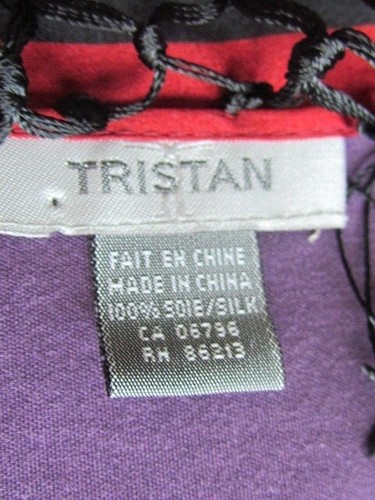 TRISTAN
FAIT EN CHINE
MADE IN CHINA
100% SOIE/SILK
CA 06796
RN 86213